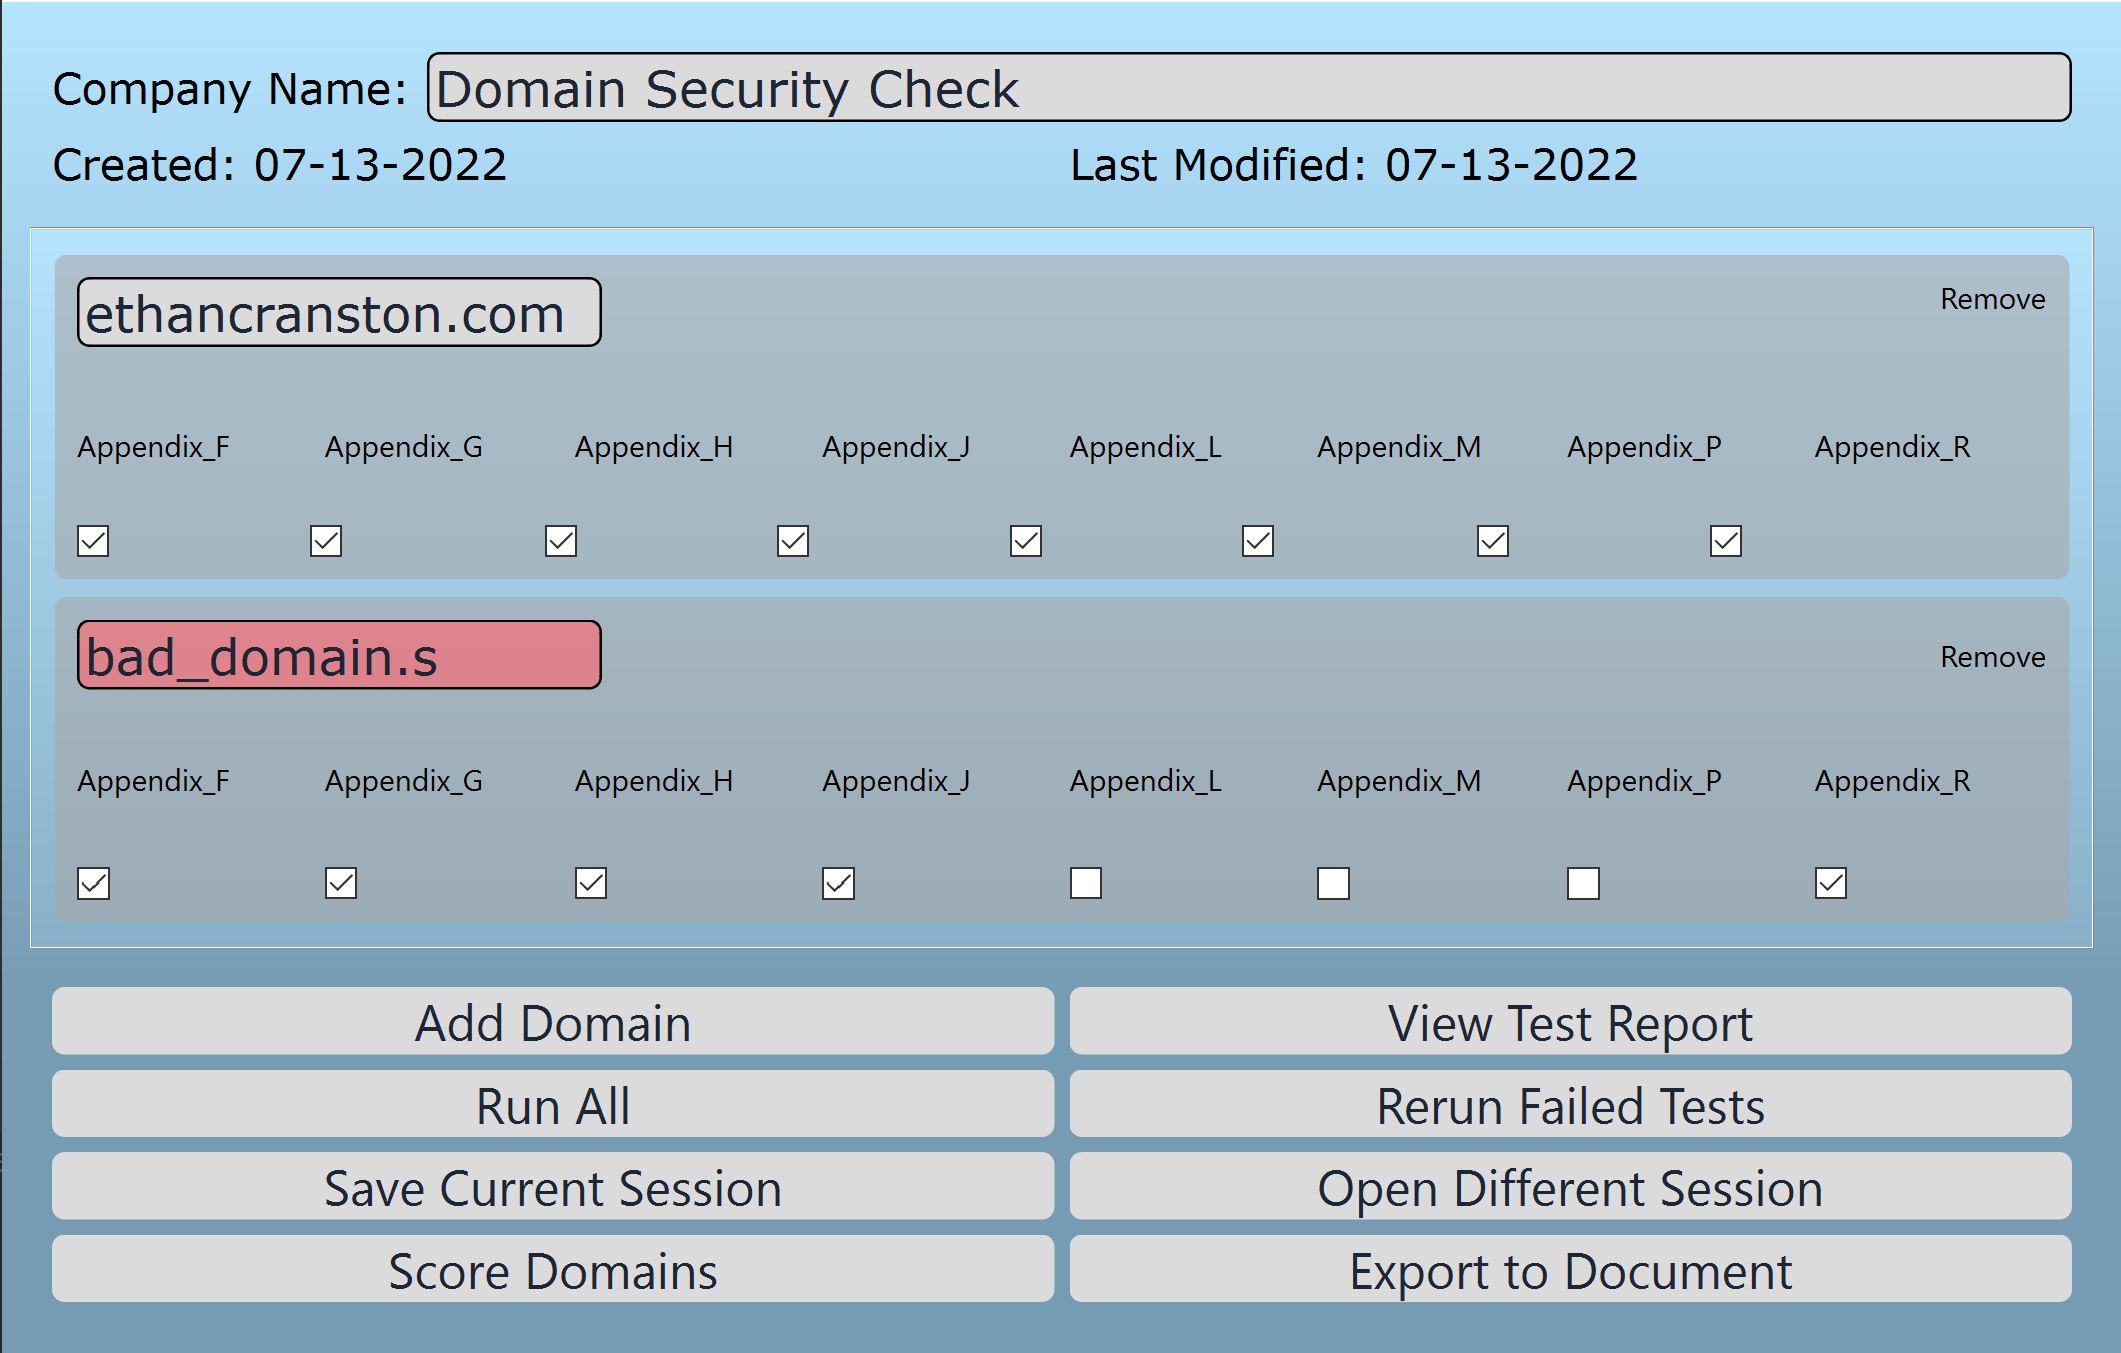 Company Name: Domain Security Check
Created: 07-13-2022 Last Modified: 07-13-2022
ethancranston.com Remove
Appendix_F Appendix_G Appendix_H Appendix_J Appendix_L Appendix_M Appendix_P Appendix_R
bad_domain.s Remove
Appendix_F Appendix_G Appendix_H Appendix_J Appendix_L Appendix_M Appendix_P Appendix_R
Add Domain View Test Report
Run All Rerun Failed Tests
Save Current Session Open Different Session
Score Domains Export to Document